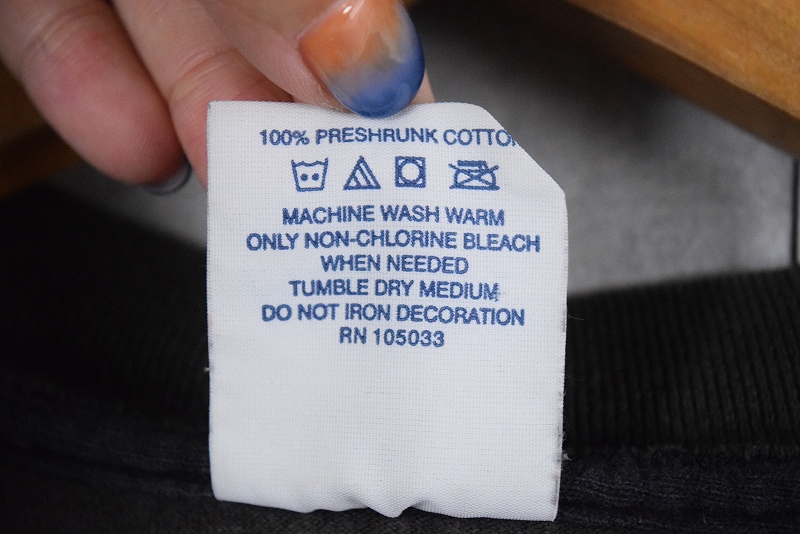 100% PRESHRUNK COTTO
MACHINE WASH WARM
ONLY NON-CHLORINE BLEACH
WHEN NEEDED
TUMBLE DRY MEDIUM
DO NOT IRON DECORATION
RN 105033